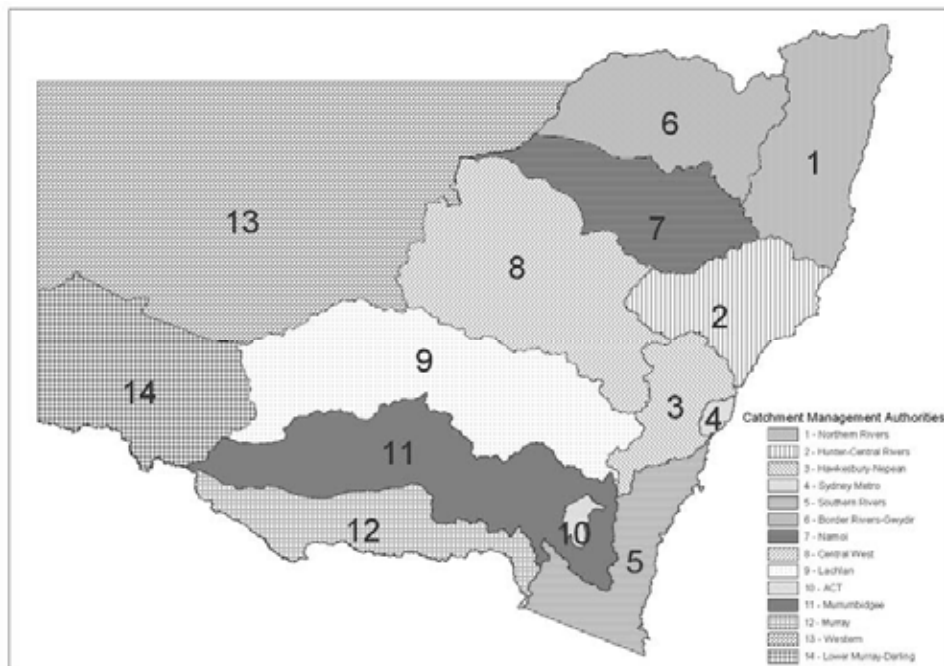 6
1
13
7
8
2
9
14
3
4
11
10
12
5
Catchment Management Authorities
1 - Northern Rivers
2 - Hunter-Central Rivers
3 - Hawkesbury-Nepean
4 - Sydney Metro
5 - Southern Rivers
6 - Border Rivers-Gwydir
7 - Namoi
8 - Central West
9 - Lachlan
10 - ACT
11 - Murrumbidgee
12 - Murray
13 - Western
14 - Lower Murray-Darling